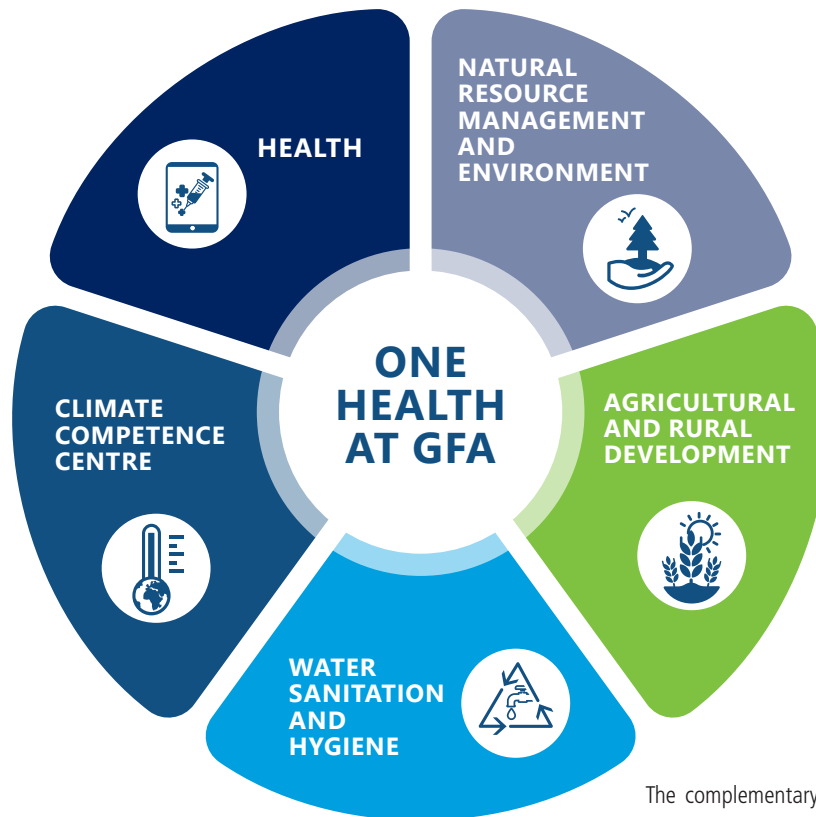 HEALTH
NATURAL
RESOURCE
MANAGEMENT
AND
ENVIRONMENT
ONE
HEALTH
AT GFA
CLIMATE
COMPETENCE
CENTRE
AGRICULTURAL
AND RURAL
DEVELOPMENT
WATER
SANITATION
AND
HYGIENE
The complementary